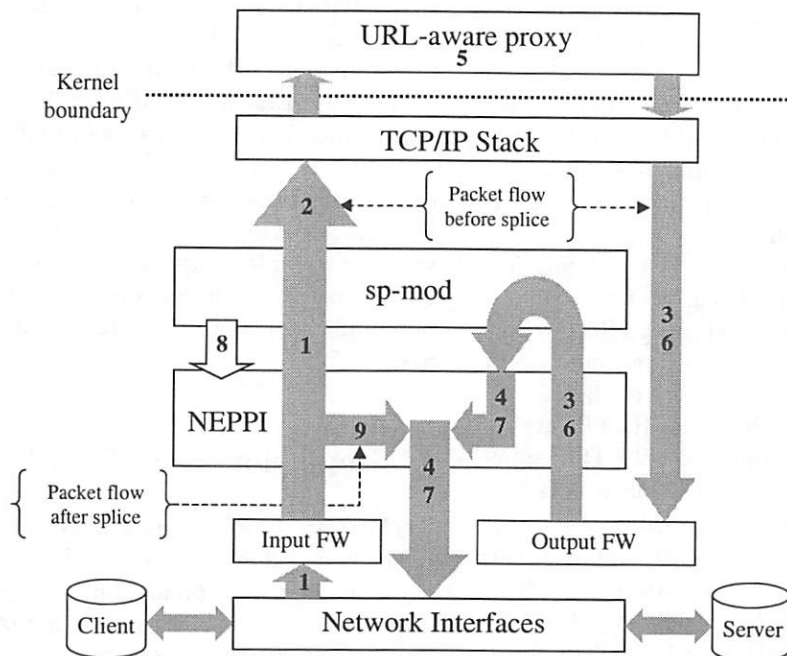 URL-aware proxy
5
Kernel
boundary
TCP/IP Stack
2
Packet flow
before splice
sp-mod
3
6
8
1
NEPPI
9
4
7
3
6
4
7
Packet flow
after splice
Input FW
Output FW
1
Client
Network Interfaces
Server